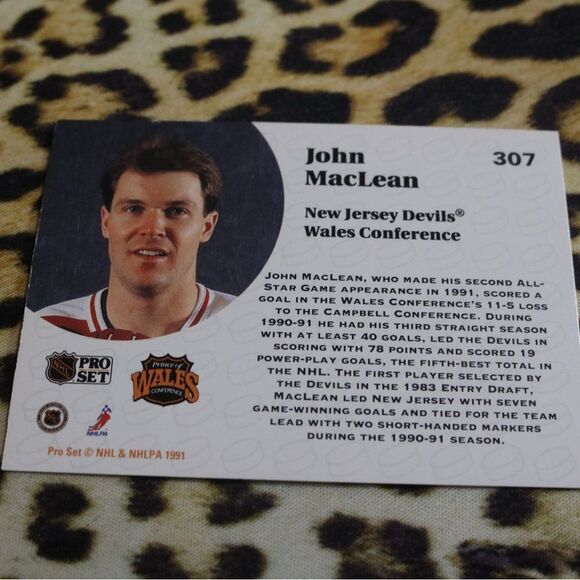 307
John
MacLean
New Jersey Devils®
Wales Conference
JOHN MACLEAN, WHO MADE HIS SECOND ALL-
STAR GAME APPEARANCE IN 1991, SCORED A
GOAL IN THE WALES CONFERENCE'S 11-5 LOSS
TO THE CAMPBELL CONFERENCE. DURING
1990-91 HE HAD HIS THIRD STRAIGHT SEASON
WITH AT LEAST 40 GOALS, LED THE DEVILS IN
SCORING WITH 78 POINTS AND SCORED 19
POWER-PLAY GOALS, THE FIFTH-BEST TOTAL IN
THE NHL. THE FIRST PLAYER SELECTED BY
THE DEVILS IN THE 1983 ENTRY DRAFT,
MACLEAN LED NEW JERSEY WITH SEVEN
GAME-WINNING GOALS AND TIED FOR THE TEAM
LEAD WITH TWO SHORT-HANDED MARKERS
DURING THE 1990-91 SEASON.
NHL PRO SET
Prince of
WALES
CONFERENCE
NHLPA
Pro Set © NHL & NHLPA 1991